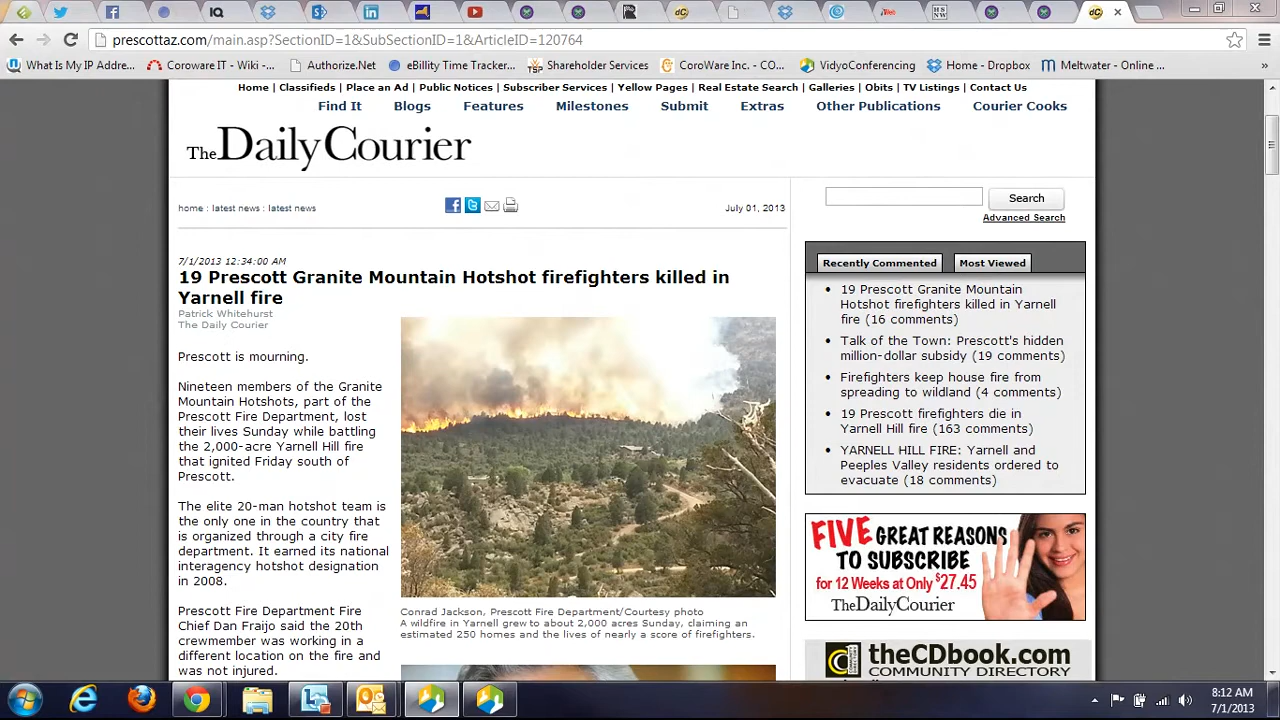 prescottaz.com/main.asp?SectionID=1&SubSectionID=1&ArticleID=120764
What Is My IP Addre... Coroware IT - Wiki -... Authorize.Net eBillity Time Tracker... Shareholder Services CoroWare INC. - CO... VidyoConferencing Home - Dropbox Meltwater - Online ... »
Home | Classifieds | Place an Ad | Public Notices | Subscriber Services | Yellow Pages | Real Estate Search | Galleries | Obits | TV Listings | Contact Us
Find It Blogs Features Milestones Submit Extras Other Publications Courier Cooks
The Daily Courier
home : latest news : latest news July 01, 2013
Search
Advanced Search
7/1/2013 12:34:00 AM
19 Prescott Granite Mountain Hotshot firefighters killed in
Yarnell fire
Patrick Whitehurst
The Daily Courier
Prescott is mourning.
Nineteen members of the Granite
Mountain Hotshots, part of the
Prescott Fire Department, lost
their lives Sunday while battling
the 2,000-acre Yarnell Hill fire
that ignited Friday south of
Prescott.
The elite 20-man hotshot team is
the only one in the country that
is organized through a city fire
department. It earned its national
interagency hotshot designation
in 2008.
Prescott Fire Department Fire
Chief Dan Fraijo said the 20th
crewmember was working in a
different location on the fire and
was not injured.
Conrad Jackson, Prescott Fire Department/Courtesy photo
A wildfire in Yarnell grew to about 2,000 acres Sunday, claiming an
estimated 250 homes and the lives of nearly a score of firefighters.
Recently Commented Most Viewed
• 19 Prescott Granite Mountain
Hotshot firefighters killed in Yarnell
fire (16 comments)
• Talk of the Town: Prescott's hidden
million-dollar subsidy (19 comments)
• Firefighters keep house fire from
spreading to wildland (4 comments)
• 19 Prescott firefighters die in
Yarnell Hill fire (163 comments)
• YARNELL HILL FIRE: Yarnell and
Peeples Valley residents ordered to
evacuate (18 comments)
FIVE GREAT REASONS
TO SUBSCRIBE
for 12 Weeks at Only $27.45
The Daily Courier
theCDbook.com
COMMUNITY DIRECTORY
8:12 AM
7/1/2013